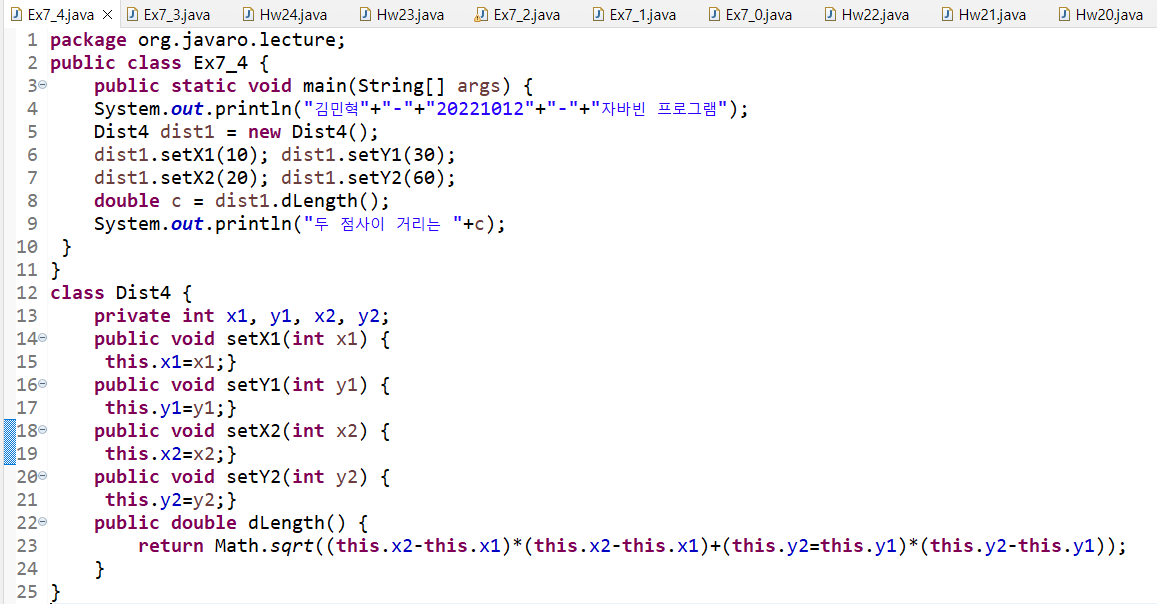 Ex7_4.java Ex7_3.java Hw24.java Hw23.java Ex7_2.java Ex7_1.java Ex7_0.java Hw22.java Hw21.java Hw20.java
1 package org.javaro.lecture;
2 public class Ex7_4 {
3 public static void main(String[] args) {
4 System.out.println("김민혁"+"-"+"20221012"+"-"+"자바빈 프로그램");
5 Dist4 dist1 = new Dist4();
6 dist1.setX1(10); dist1.setY1(30);
7 dist1.setX2(20); dist1.setY2(60);
8 double c = dist1.dLength();
9 System.out.println("두 점사이 거리는 "+c);
10 }
11 }
12 class Dist4 {
13 private int x1, y1, x2, y2;
14 public void setX1(int x1) {
15 this.x1=x1;}
16 public void setY1(int y1) {
17 this.y1=y1;}
18 public void setX2(int x2) {
19 this.x2=x2;}
20 public void setY2(int y2) {
21 this.y2=y2;}
22 public double dLength() {
23 return Math.sqrt((this.x2-this.x1)*(this.x2-this.x1)+(this.y2=this.y1)*(this.y2-this.y1));
24 }
25 }